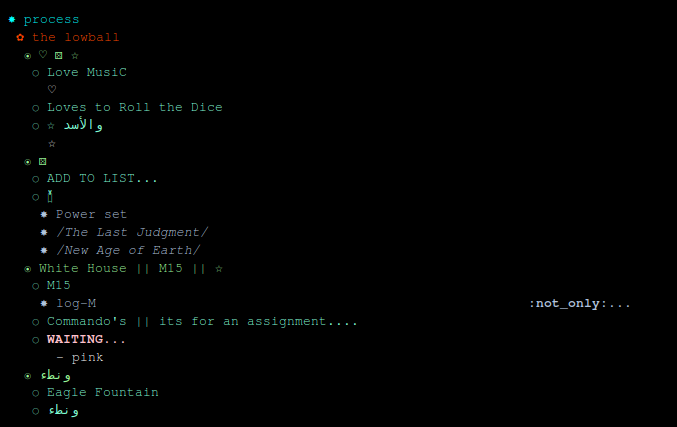 ✸ process
✿ the lowball
⍟ ♡ ⚄ ☆
○ Love MusiC
♡
○ Loves to Roll the Dice
○ ☆ والأسد
☆
⍟ ⚄
○ ADD TO LIST...
○
✸ Power set
✸ /The Last Judgment/
✸ /New Age of Earth/
⍟ White House || M15 || ☆
○ M15
✸ log-M :not_only:...
○ Commando's || its for an assignment....
○ WAITING...
– pink
⍟ ونطء
○ Eagle Fountain
○ ونطء